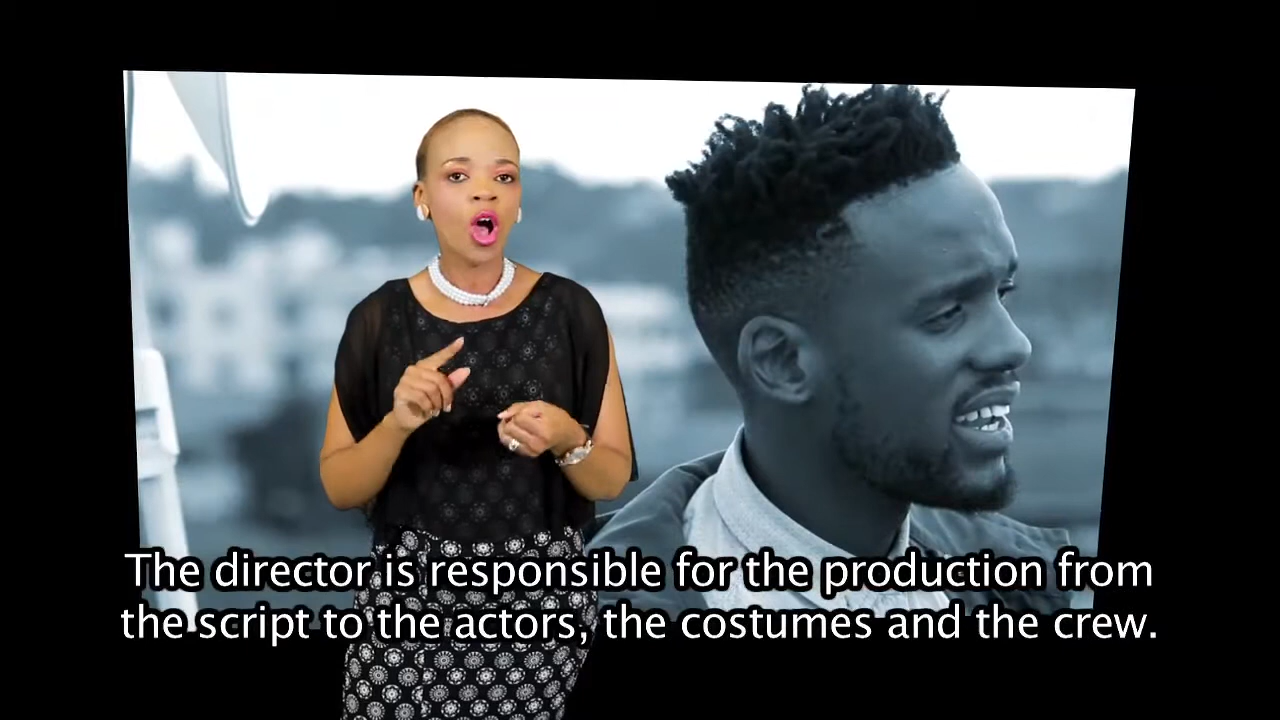 The director is responsible for the production from
the script to the actors, the costumes and the crew.